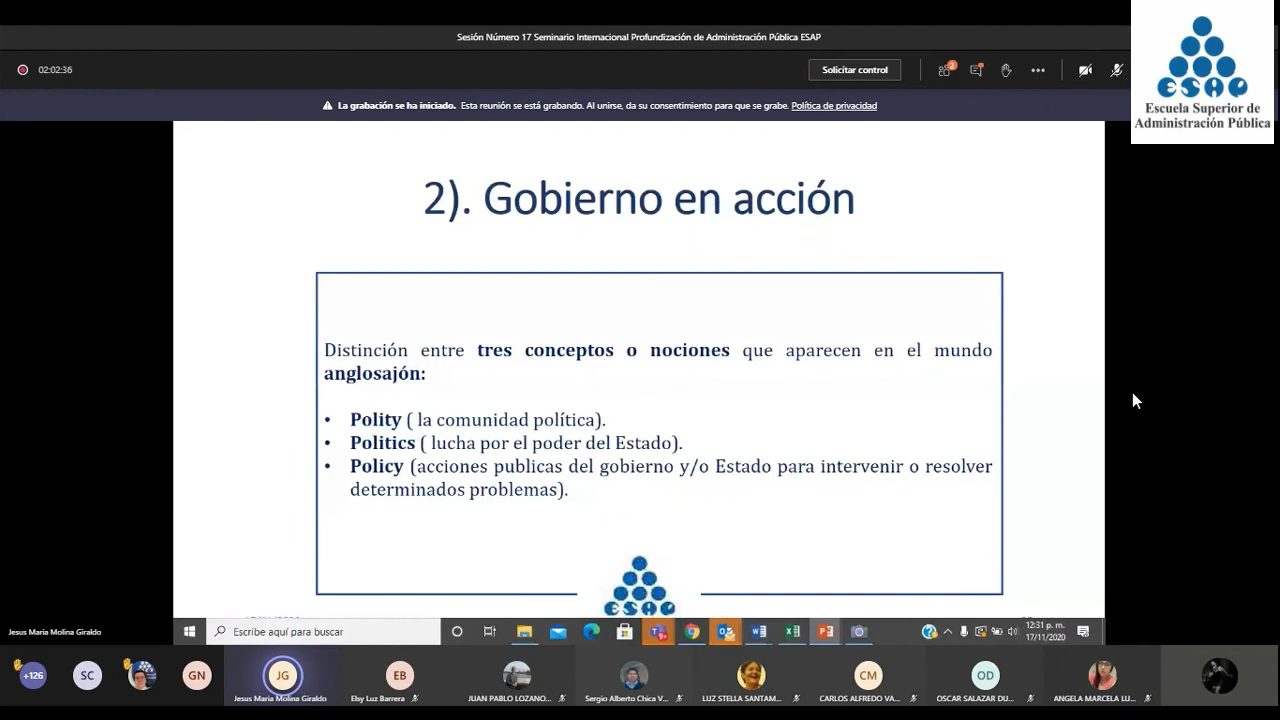 Sesión Número 17 Seminario Internacional Profundización de Administración Pública ESAP
02:02:36
Solicitar control
2
La grabación se ha iniciado. Esta reunión se está grabando. Al unirse, da su consentimiento para que se grabe. Política de privacidad
ESAP
Escuela Superior de
Administración Pública
2). Gobierno en acción
Distinción entre tres conceptos o nociones que aparecen en el mundo
anglosajón:
• Polity ( la comunidad política).
• Politics ( lucha por el poder del Estado).
• Policy (acciones publicas del gobierno y/o Estado para intervenir o resolver
determinados problemas).
ESAP
Jesus Maria Molina Giraldo
Escribe aquí para buscar
12:31 p. m.
17/11/2020
+126
SC
GN
JG
EB
CM
OD
Jesus Maria Molina Giraldo
Elsy Luz Barrera
JUAN PABLO LOZANO...
Sergio Alberto Chica V...
LUZ STELLA SANTAM...
CARLOS ALFREDO VA...
OSCAR SALAZAR DU...
ANGELA MARCELA LU...